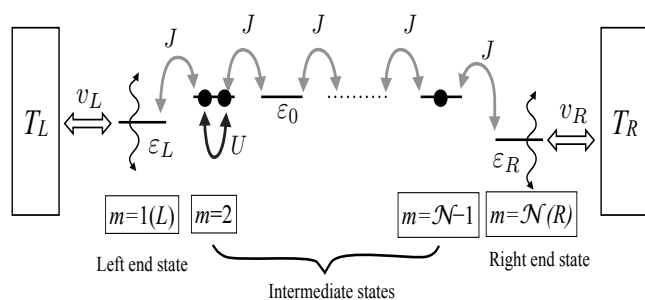 J J J J J
T_L v_L ε_L U ε_0 ε_R v_R T_R
m=1(L) m=2 m=𝒩−1 m=𝒩(R)
Left end state Right end state
Intermediate states